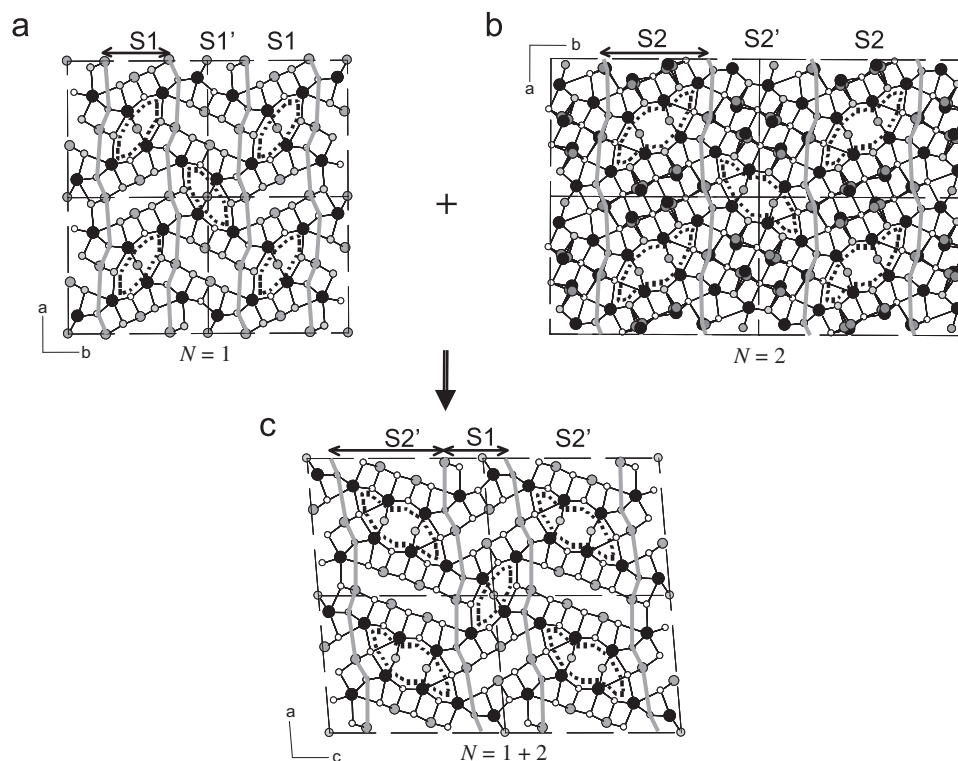 a
S1 S1’ S1
a
b
N = 1
+
b
b
a
S2 S2’ S2
N = 2
c
S2’ S1 S2’
a
c
N = 1 + 2